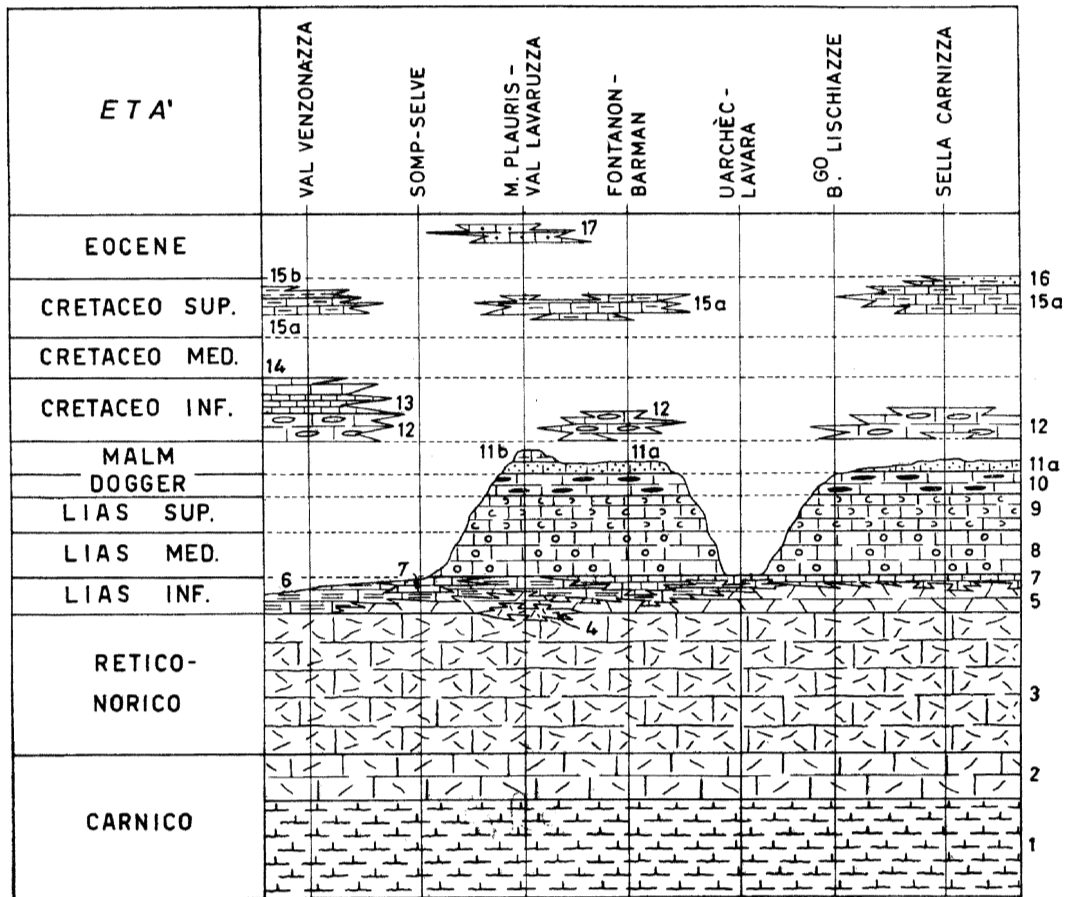 ETA'
VAL VENZONAZZA
SOMP-SELVE
M. PLAURIS-
VAL LAVARUZZA
FONTANON-
BARMAN
UARCHÈC-
LAVARA
B.GO LISCHIAZZE
SELLA CARNIZZA
EOCENE
17
15b
16
CRETACEO SUP.
15a
15a
15a
CRETACEO MED.
14
CRETACEO INF.
13
12
12
12
MALM
11b
11a
11a
DOGGER
10
LIAS SUP.
9
LIAS MED.
8
6
7
7
LIAS INF.
5
4
RETICO-
NORICO
3
2
CARNICO
1